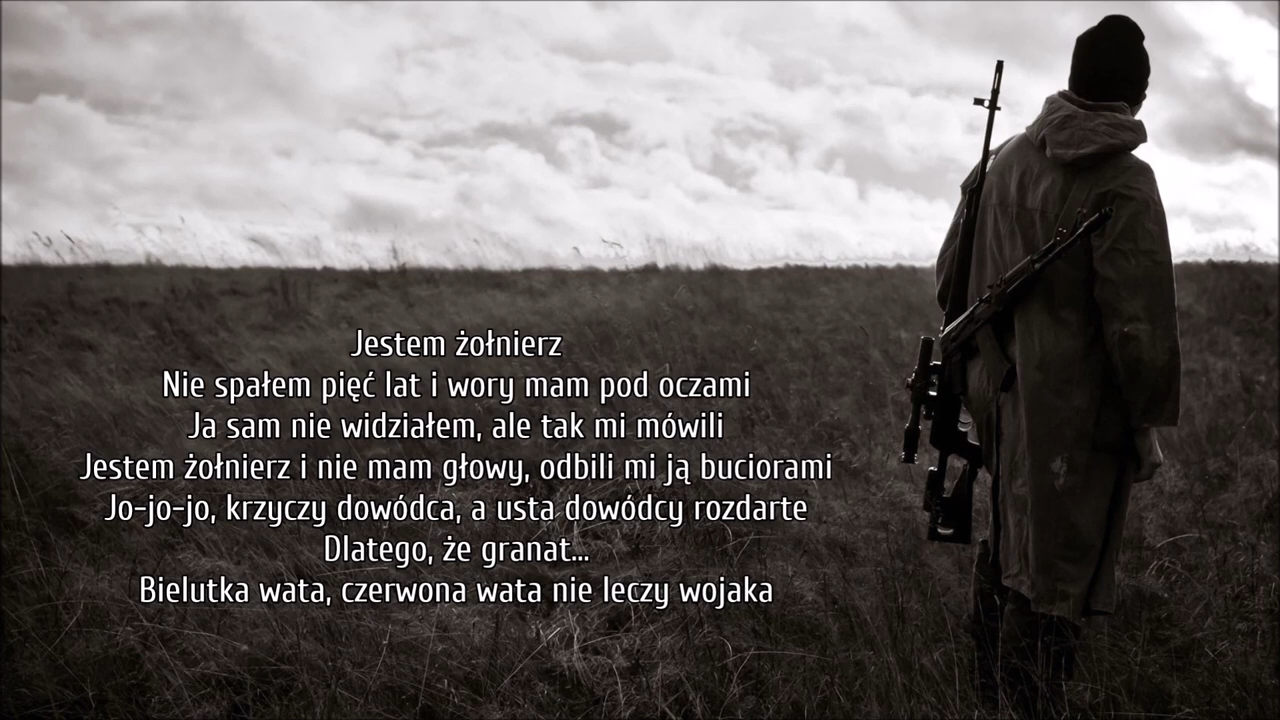 Jestem żołnierz
Nie spałem pięć lat i wory mam pod oczami
Ja sam nie widziałem, ale tak mi mówili
Jestem żołnierz i nie mam głowy, odbili mi ją buciorami
Jo-jo-jo, krzyczy dowódca, a usta dowódcy rozdarte
Dlatego, że granat...
Bielutka wata, czerwona wata nie leczy wojaka